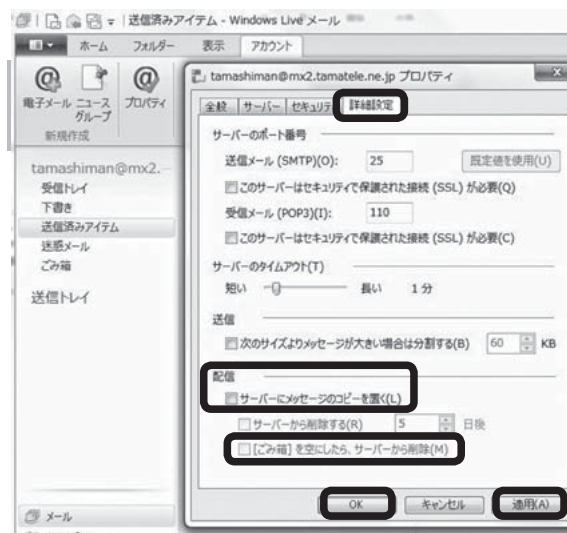 送信済みアイテム - Windows Live メール
ホーム フォルダー 表示 アカウント
電子メール ニュースグループ プロパティ
新規作成
tamashiman@mx2.
受信トレイ
下書き
送信済みアイテム
迷惑メール
ごみ箱
送信トレイ
メール
tamashiman@mx2.tamatele.ne.jp プロパティ
全般 サーバー セキュリティ 詳細設定
サーバーのポート番号
送信メール (SMTP)(O): 25 既定値を使用(U)
このサーバーはセキュリティで保護された接続 (SSL) が必要(Q)
受信メール (POP3)(I): 110
このサーバーはセキュリティで保護された接続 (SSL) が必要(C)
サーバーのタイムアウト(T)
短い 長い 1 分
送信
次のサイズよりメッセージが大きい場合は分割する(B) 60 KB
配信
サーバーにメッセージのコピーを置く(L)
サーバーから削除する(R) 5 日後
[ごみ箱] を空にしたら、サーバーから削除(M)
OK キャンセル 適用(A)